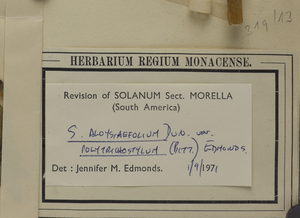 219/13
HERBARIUM REGIUM MONACENSE.
Revision of SOLANUM Sect. MORELLA
(South America)
S. ALOYSIAEFOLIUM Dun. var.
POLYTRICHOSTYLUM (BITT.) EDMONDS.
Det : Jennifer M. Edmonds. 1/9/1971